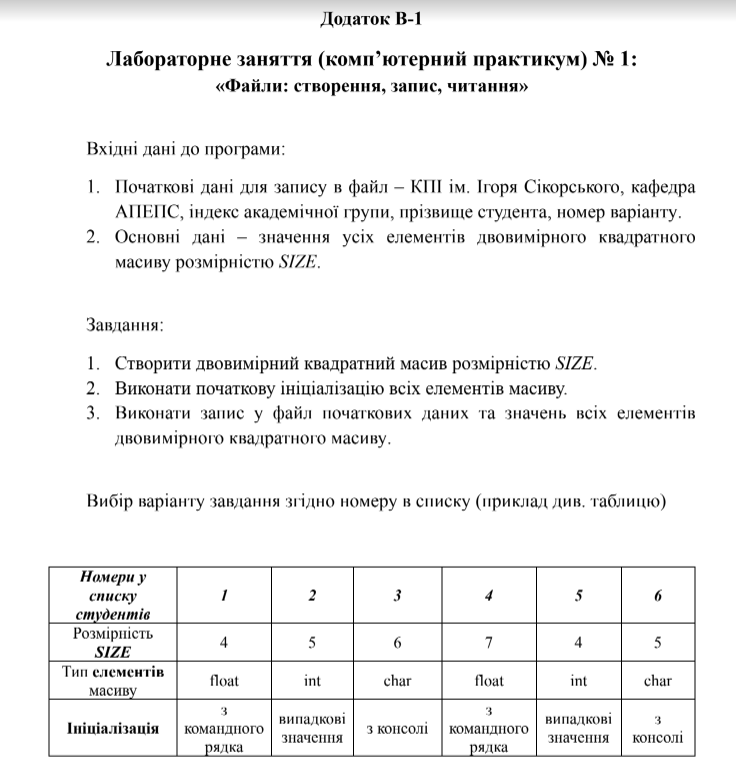 Додаток В-1
Лабораторне заняття (комп’ютерний практикум) № 1:
«Файли: створення, запис, читання»
Вхідні дані до програми:
1. Початкові дані для запису в файл – КПІ ім. Ігоря Сікорського, кафедра
АПЕПС, індекс академічної групи, прізвище студента, номер варіанту.
2. Основні дані – значення усіх елементів двовимірного квадратного
масиву розмірністю SIZE.
Завдання:
1. Створити двовимірний квадратний масив розмірністю SIZE.
2. Виконати початкову ініціалізацію всіх елементів масиву.
3. Виконати запис у файл початкових даних та значень всіх елементів
двовимірного квадратного масиву.
Вибір варіанту завдання згідно номеру в списку (приклад див. таблицю)
Номери у
списку
студентів
1 2 3 4 5 6
Розмірність
SIZE
4 5 6 7 4 5
Тип елементів
масиву
float int char float int char
Ініціалізація
з
командного
рядка
випадкові
значення
з консолі
з
командного
рядка
випадкові
значення
з
консолі